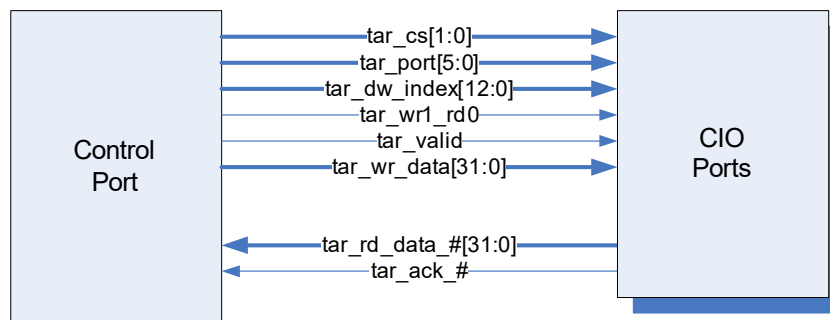 tar_cs[1:0]
tar_port[5:0]
tar_dw_index[12:0]
tar_wr1_rd0
tar_valid
tar_wr_data[31:0]
Control
Port
CIO
Ports
tar_rd_data_#[31:0]
tar_ack_#